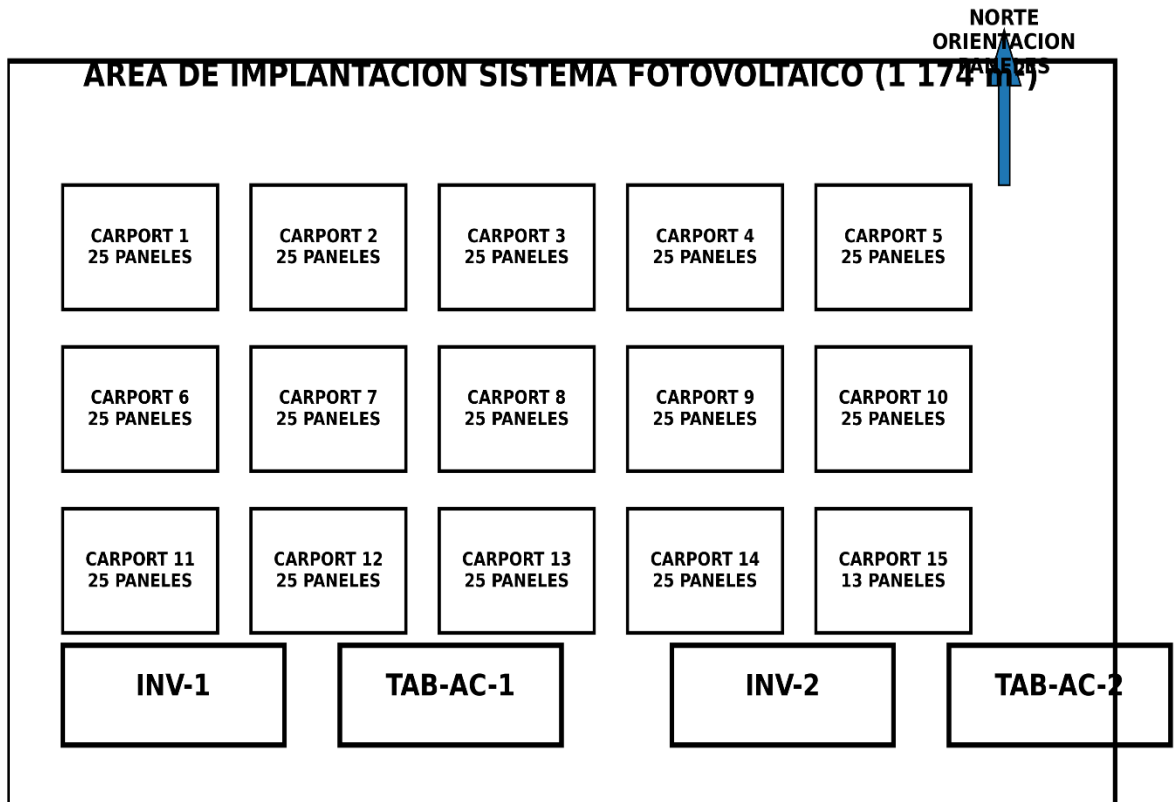 NORTE
ORIENTACION
PANELES
AREA DE IMPLANTACION SISTEMA FOTOVOLTAICO (1 174 m²)
CARPORT 1
25 PANELES
CARPORT 2
25 PANELES
CARPORT 3
25 PANELES
CARPORT 4
25 PANELES
CARPORT 5
25 PANELES
CARPORT 6
25 PANELES
CARPORT 7
25 PANELES
CARPORT 8
25 PANELES
CARPORT 9
25 PANELES
CARPORT 10
25 PANELES
CARPORT 11
25 PANELES
CARPORT 12
25 PANELES
CARPORT 13
25 PANELES
CARPORT 14
25 PANELES
CARPORT 15
13 PANELES
INV-1
TAB-AC-1
INV-2
TAB-AC-2